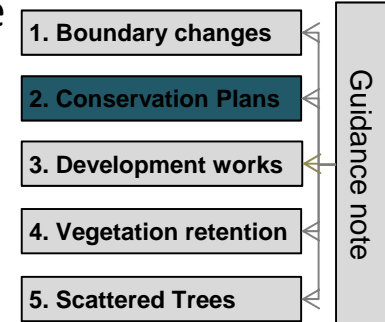 e
1. Boundary changes
2. Conservation Plans
3. Development works
4. Vegetation retention
5. Scattered Trees
Guidance note